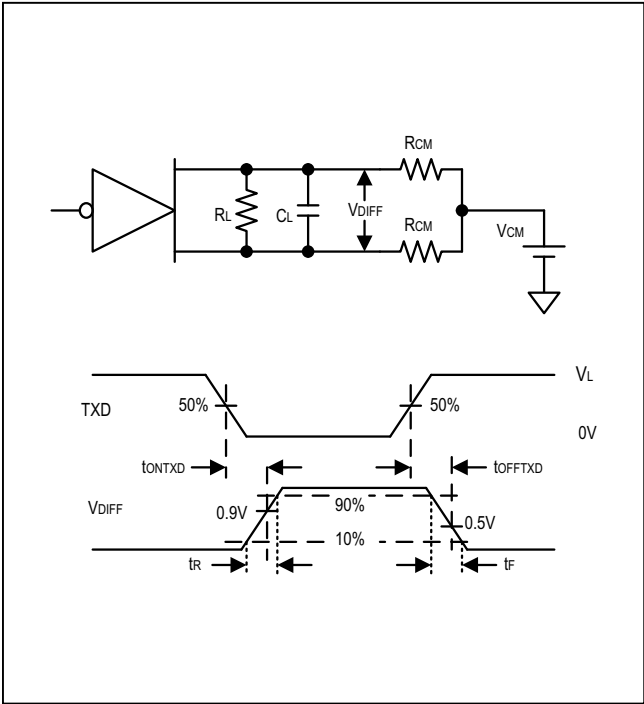 RCM
RL
CL
VDIFF
RCM
VCM
VL
TXD
50%
50%
0V
tONTXD
tOFFTXD
VDIFF
0.9V
90%
0.5V
10%
tR
tF